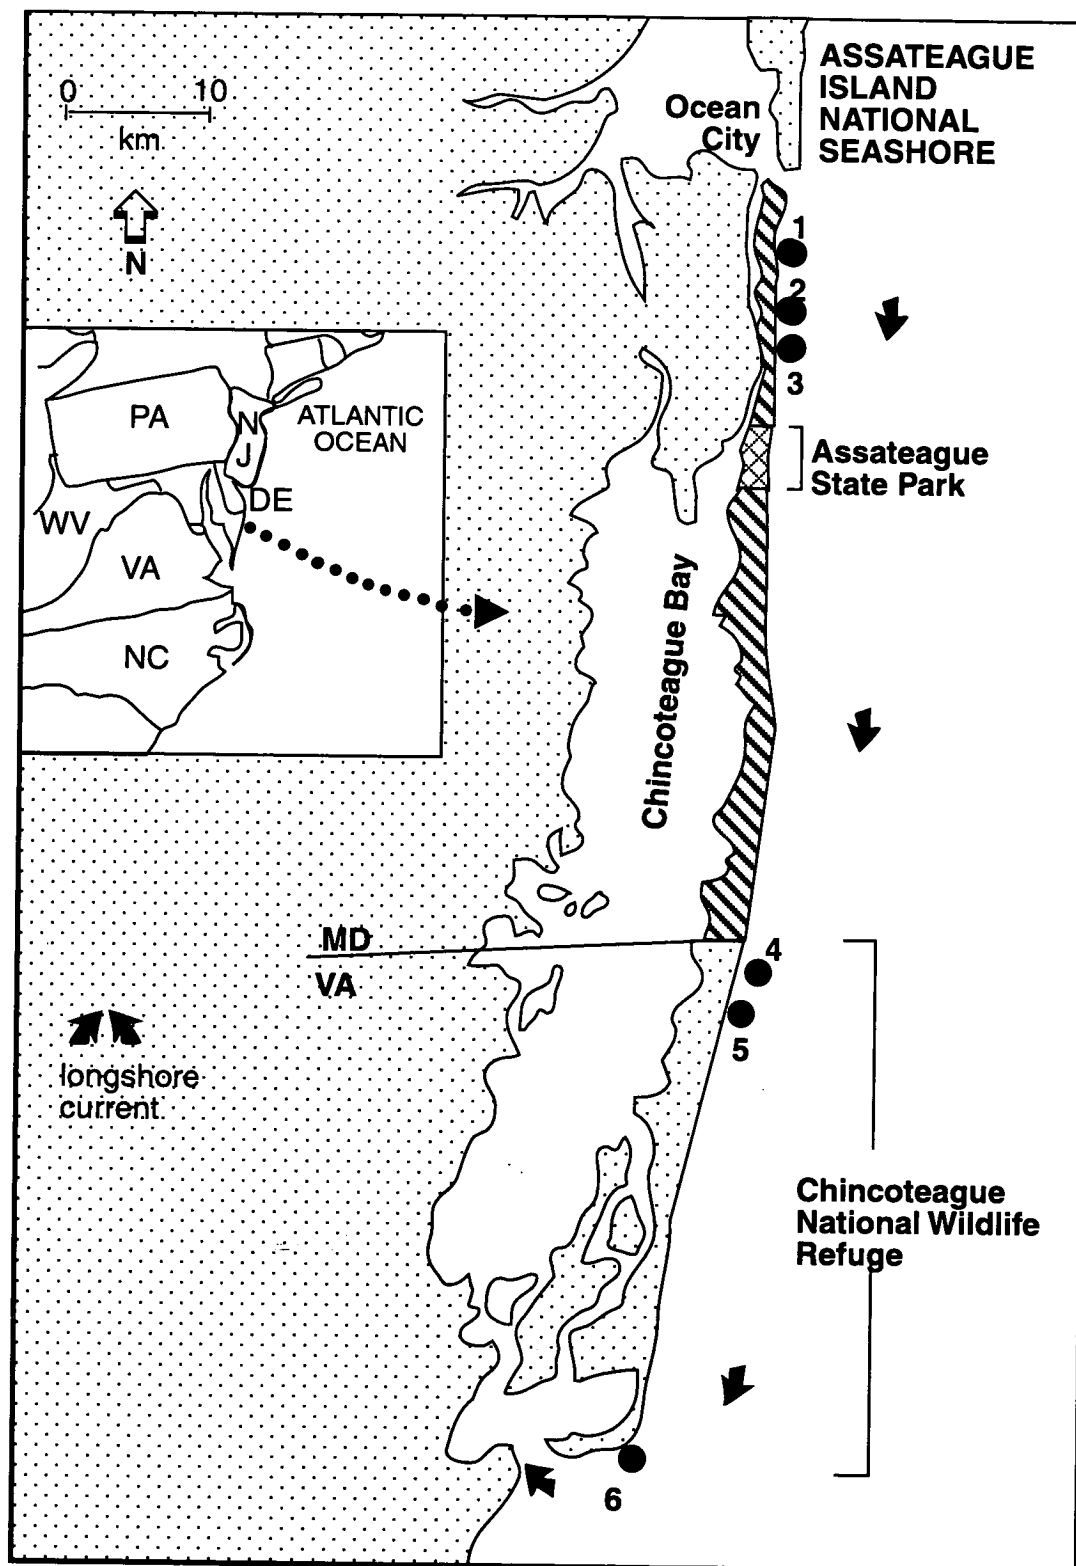 0 10
km
N
ASSATEAGUE
ISLAND
NATIONAL
SEASHORE
Ocean
City
1
2
3
PA
N
J
ATLANTIC
OCEAN
DE
WV
VA
NC
Assateague
State Park
Chincoteague Bay
MD
VA
4
5
longshore
current
Chincoteague
National Wildlife
Refuge
6